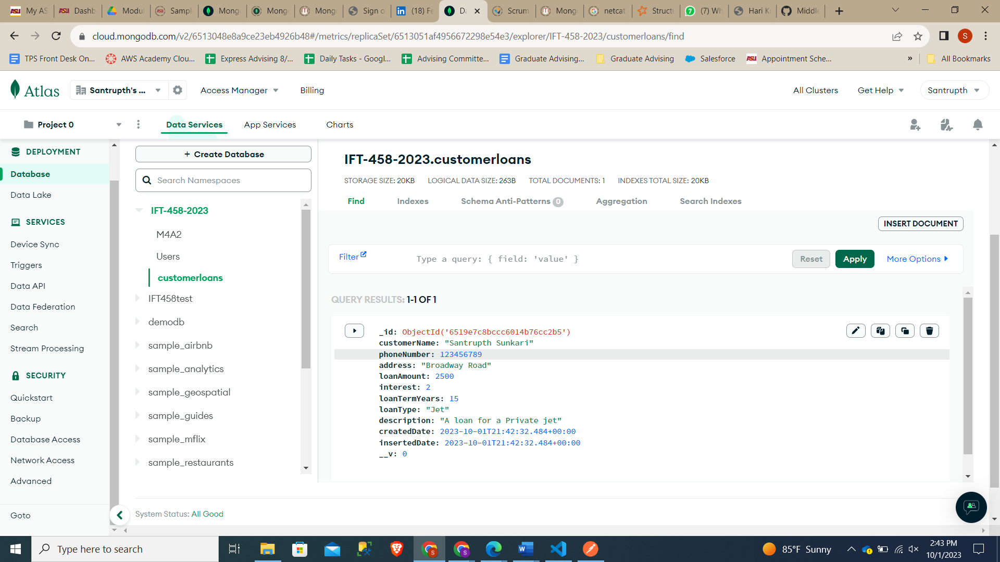 My AS
Dashb
Modul
Sampl
Mong
Mong
Mong
Sign o
(18) Fe
Da
Scrum
Mong
netcat
Structu
(7) Wh
Hari K
Middle
cloud.mongodb.com/v2/6513048e8a9ce23eb4926b48#/metrics/replicaSet/6513051af4956672298e54e3/explorer/IFT-458-2023/customerloans/find
S
TPS Front Desk On...
AWS Academy Clou...
Express Advising 8/...
Daily Tasks - Googl...
Advising Committe...
Graduate Advising...
Graduate Advising
Salesforce
Appointment Sche...
»
All Bookmarks
Atlas
Santrupth's ...
Access Manager
Billing
All Clusters
Get Help
Santrupth
Project 0
Data Services
App Services
Charts
DEPLOYMENT
Database
Data Lake
SERVICES
Device Sync
Triggers
Data API
Data Federation
Search
Stream Processing
SECURITY
Quickstart
Backup
Database Access
Network Access
Advanced
Goto
+ Create Database
Search Namespaces
IFT-458-2023
M4A2
Users
customerloans
IFT458test
demodb
sample_airbnb
sample_analytics
sample_geospatial
sample_guides
sample_mflix
sample_restaurants
IFT-458-2023.customerloans
STORAGE SIZE: 20KB LOGICAL DATA SIZE: 263B TOTAL DOCUMENTS: 1 INDEXES TOTAL SIZE: 20KB
Find
Indexes
Schema Anti-Patterns 0
Aggregation
Search Indexes
INSERT DOCUMENT
Filter
Type a query: { field: 'value' }
Reset
Apply
More Options
QUERY RESULTS: 1-1 OF 1
_id: ObjectId('6519e7c8bccc6014b76cc2b5')
customerName: "Santrupth Sunkari"
phoneNumber: 123456789
address: "Broadway Road"
loanAmount: 2500
interest: 2
loanTermYears: 15
loanType: "Jet"
description: "A loan for a Private jet"
createdDate: 2023-10-01T21:42:32.484+00:00
insertedDate: 2023-10-01T21:42:32.484+00:00
__v: 0
System Status: All Good
Type here to search
85°F Sunny
2:43 PM
10/1/2023